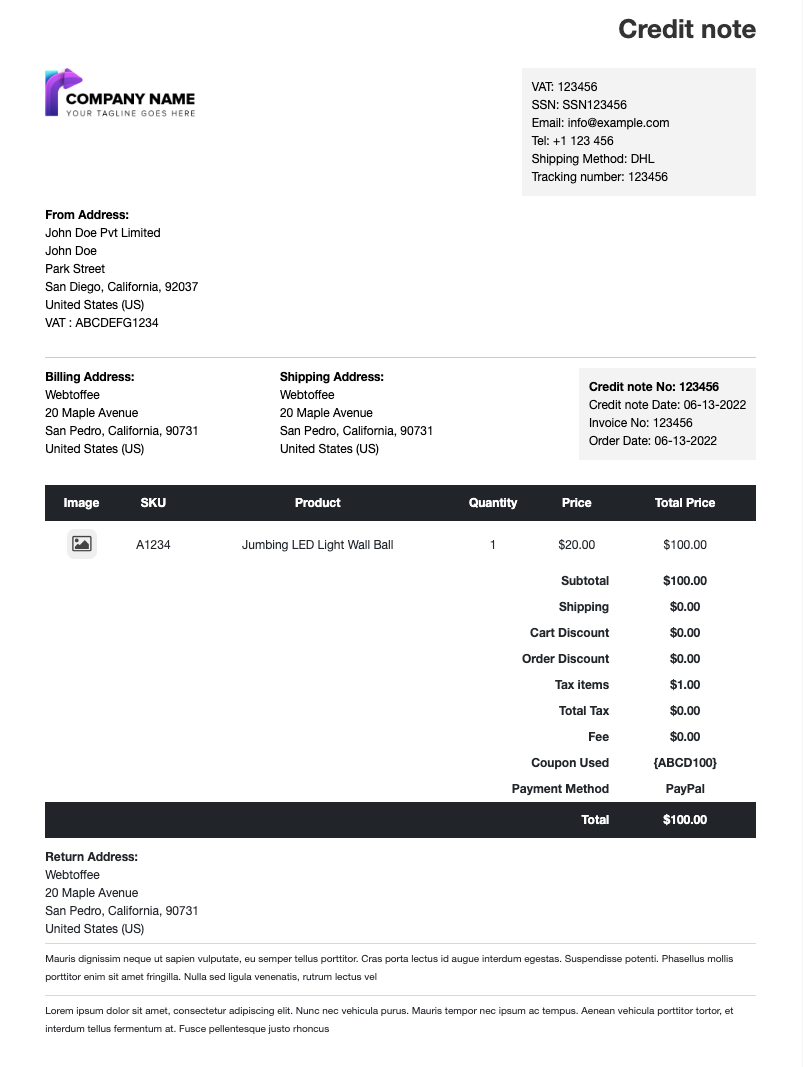 Credit note
COMPANY NAME
YOUR TAGLINE GOES HERE
VAT: 123456
SSN: SSN123456
Email: info@example.com
Tel: +1 123 456
Shipping Method: DHL
Tracking number: 123456
From Address:
John Doe Pvt Limited
John Doe
Park Street
San Diego, California, 92037
United States (US)
VAT : ABCDEFG1234
Billing Address:
Webtoffee
20 Maple Avenue
San Pedro, California, 90731
United States (US)
Shipping Address:
Webtoffee
20 Maple Avenue
San Pedro, California, 90731
United States (US)
Credit note No: 123456
Credit note Date: 06-13-2022
Invoice No: 123456
Order Date: 06-13-2022
Image SKU Product Quantity Price Total Price
A1234 Jumbing LED Light Wall Ball 1 $20.00 $100.00
Subtotal $100.00
Shipping $0.00
Cart Discount $0.00
Order Discount $0.00
Tax items $1.00
Total Tax $0.00
Fee $0.00
Coupon Used {ABCD100}
Payment Method PayPal
Total $100.00
Return Address:
Webtoffee
20 Maple Avenue
San Pedro, California, 90731
United States (US)
Mauris dignissim neque ut sapien vulputate, eu semper tellus porttitor. Cras porta lectus id augue interdum egestas. Suspendisse potenti. Phasellus mollis
porttitor enim sit amet fringilla. Nulla sed ligula venenatis, rutrum lectus vel
Lorem ipsum dolor sit amet, consectetur adipiscing elit. Nunc nec vehicula purus. Mauris tempor nec ipsum ac tempus. Aenean vehicula porttitor tortor, et
interdum tellus fermentum at. Fusce pellentesque justo rhoncus